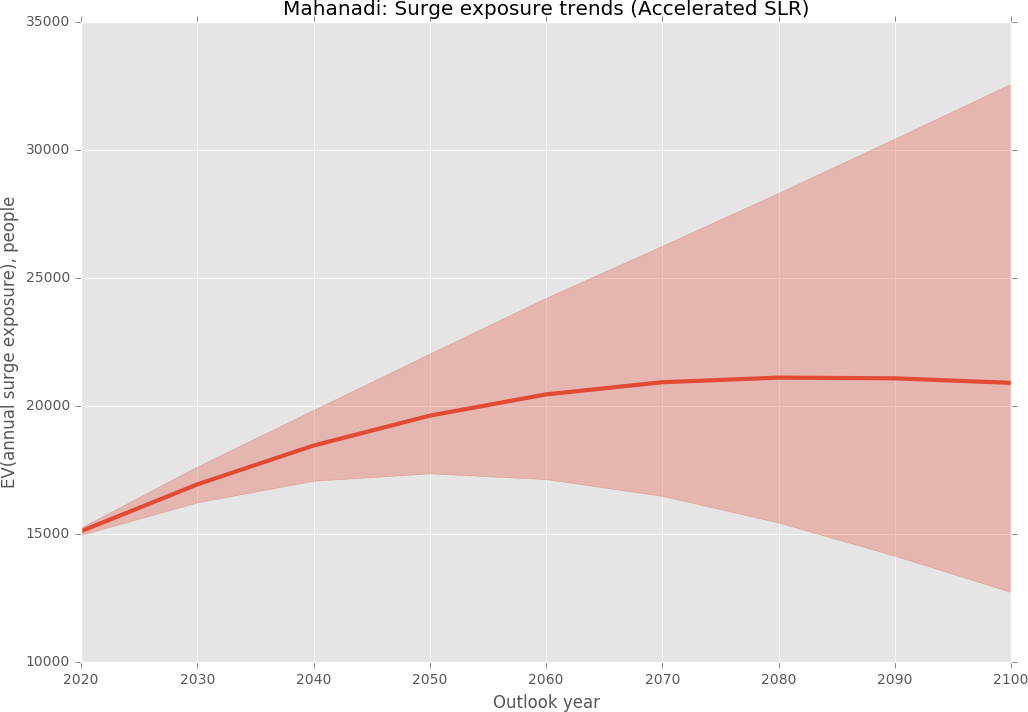 Mahanadi: Surge exposure trends (Accelerated SLR)
EV(annual surge exposure), people
35000
30000
25000
20000
15000
10000
2020 2030 2040 2050 2060 2070 2080 2090 2100
Outlook year